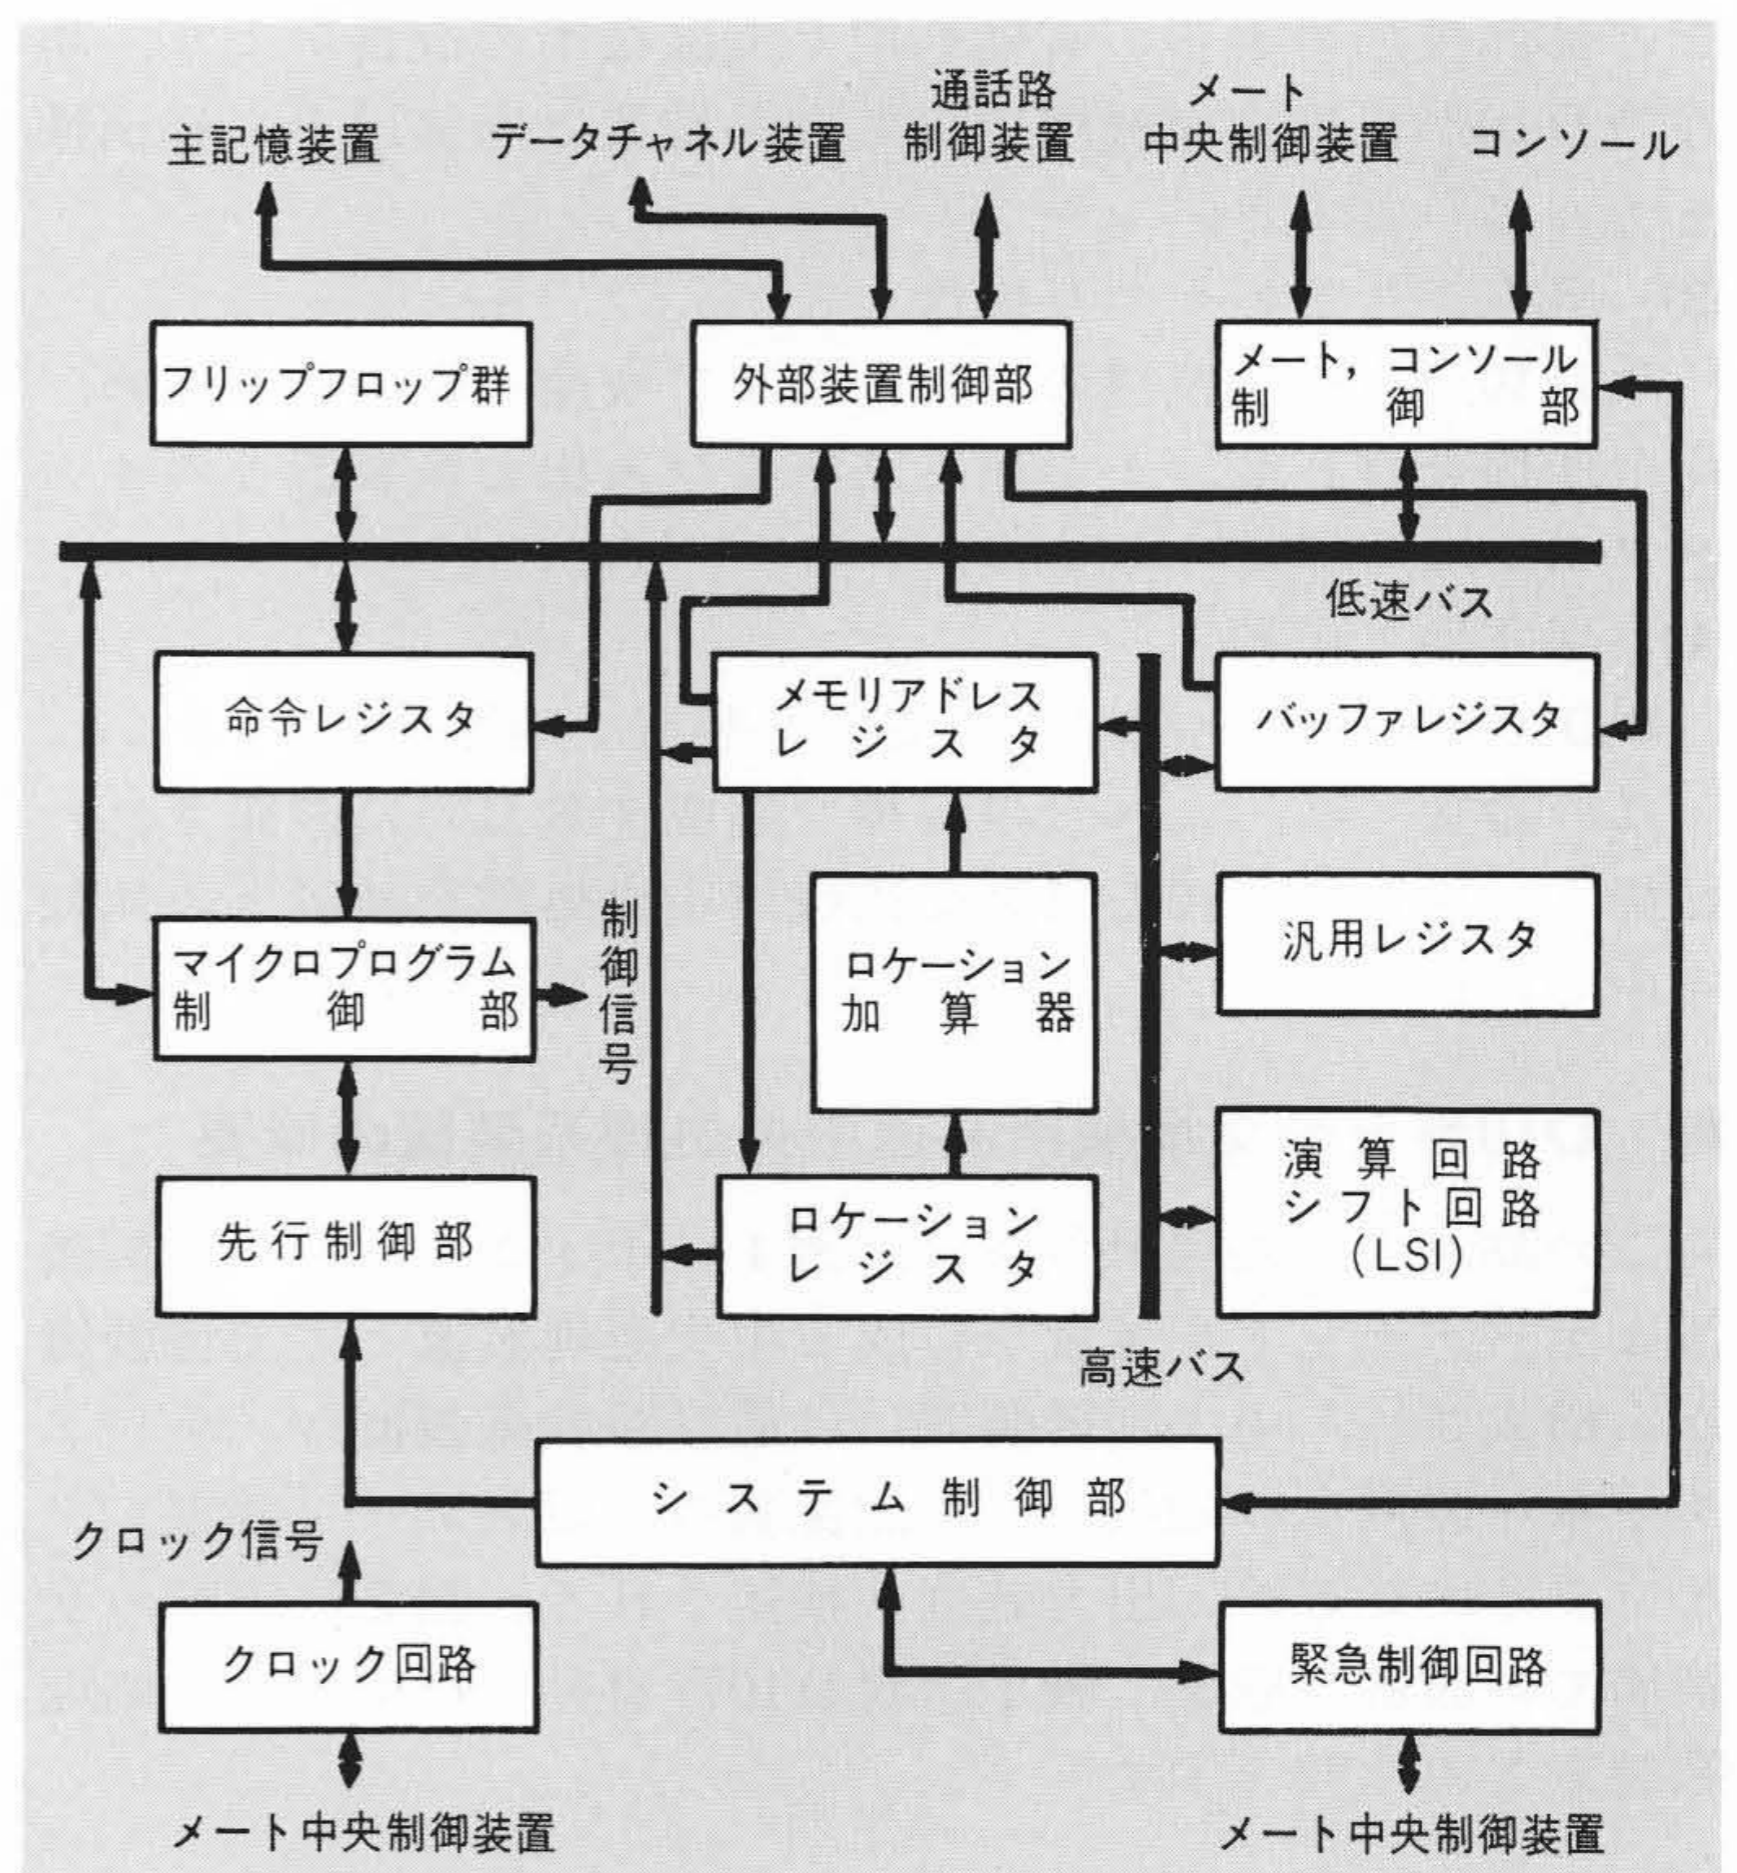 通話路
メート
主記憶装置
データチャネル装置
制御装置
中央制御装置
コンソール
フリップフロップ群
外部装置制御部
メート，コンソール
制御部
低速バス
命令レジスタ
メモリアドレス
レジスタ
バッファレジスタ
制御信号
マイクロプログラム
制御部
ロケーション
加算器
汎用レジスタ
先行制御部
ロケーション
レジスタ
演算回路
シフト回路
(LSI)
高速バス
システム制御部
クロック信号
クロック回路
緊急制御回路
メート中央制御装置
メート中央制御装置